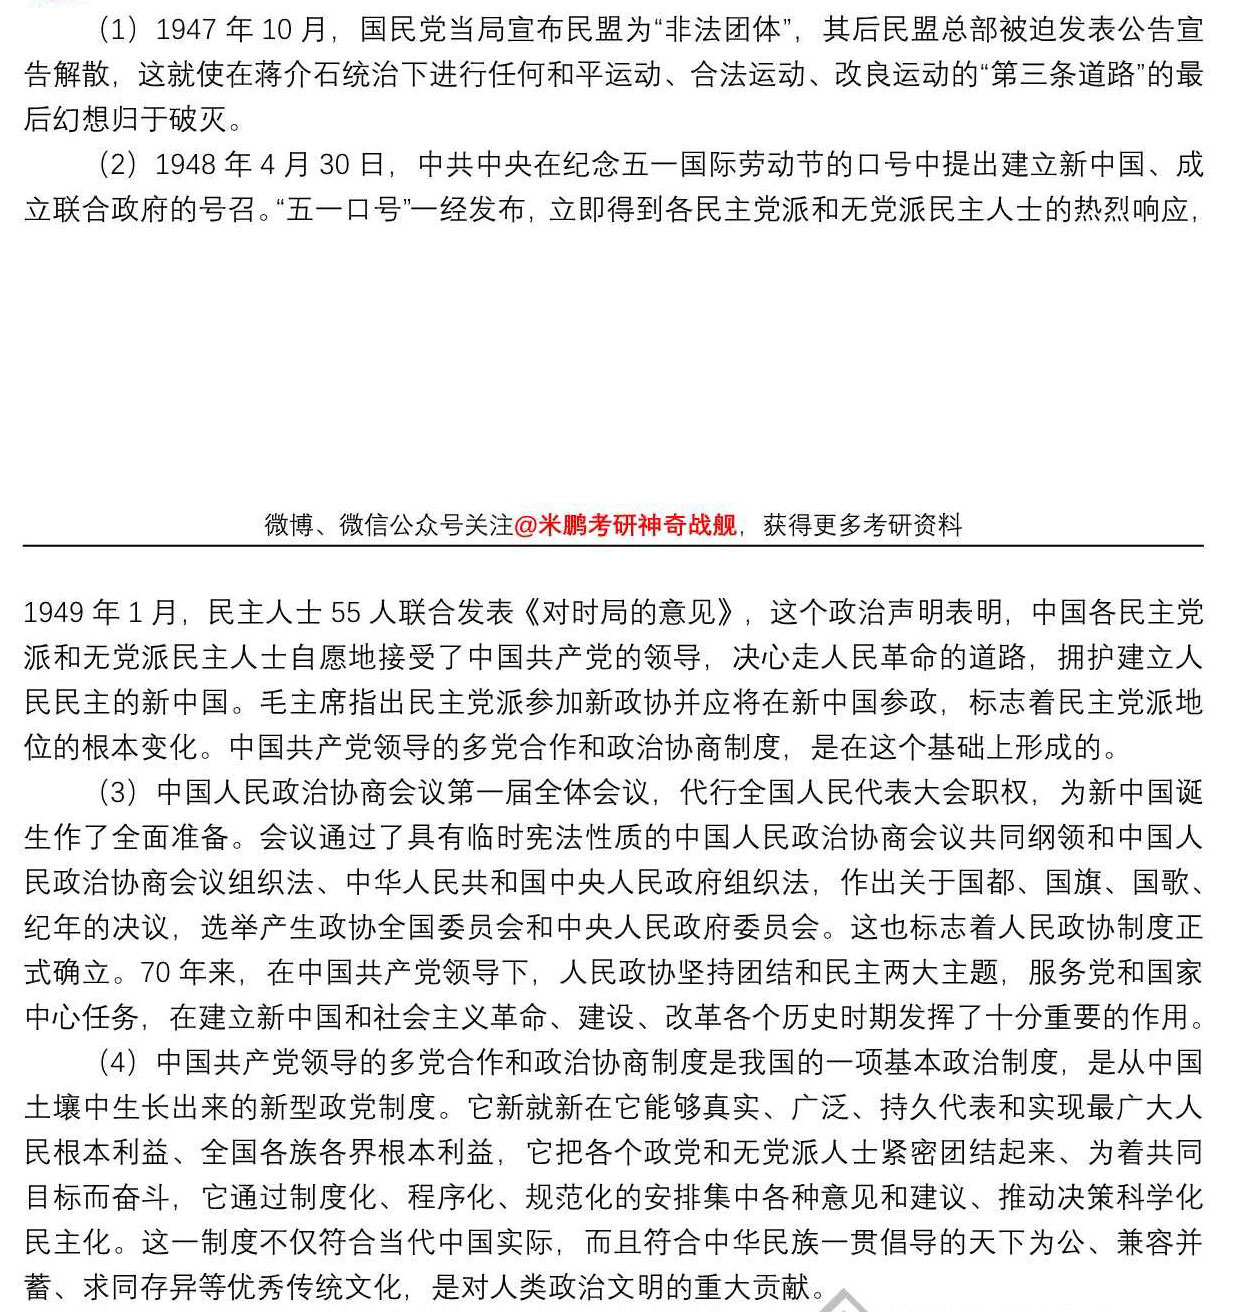 （1）1947 年 10 月，国民党当局宣布民盟为“非法团体”，其后民盟总部被迫发表公告宣
告解散，这就使在蒋介石统治下进行任何和平运动、合法运动、改良运动的“第三条道路”的最
后幻想归于破灭。
（2）1948 年 4 月 30 日，中共中央在纪念五一国际劳动节的口号中提出建立新中国、成
立联合政府的号召。“五一口号”一经发布，立即得到各民主党派和无党派民主人士的热烈响应，
微博、微信公众号关注@米鹏考研神奇战舰，获得更多考研资料
1949 年 1 月，民主人士 55 人联合发表《对时局的意见》，这个政治声明表明，中国各民主党
派和无党派民主人士自愿地接受了中国共产党的领导，决心走人民革命的道路，拥护建立人
民民主的新中国。毛主席指出民主党派参加新政协并应将在新中国参政，标志着民主党派地
位的根本变化。中国共产党领导的多党合作和政治协商制度，是在这个基础上形成的。
（3）中国人民政治协商会议第一届全体会议，代行全国人民代表大会职权，为新中国诞
生作了全面准备。会议通过了具有临时宪法性质的中国人民政治协商会议共同纲领和中国人
民政治协商会议组织法、中华人民共和国中央人民政府组织法，作出关于国都、国旗、国歌、
纪年的决议，选举产生政协全国委员会和中央人民政府委员会。这也标志着人民政协制度正
式确立。70 年来，在中国共产党领导下，人民政协坚持团结和民主两大主题，服务党和国家
中心任务，在建立新中国和社会主义革命、建设、改革各个历史时期发挥了十分重要的作用。
（4）中国共产党领导的多党合作和政治协商制度是我国的一项基本政治制度，是从中国
土壤中生长出来的新型政党制度。它新就新在它能够真实、广泛、持久代表和实现最广大人
民根本利益、全国各族各界根本利益，它把各个政党和无党派人士紧密团结起来、为着共同
目标而奋斗，它通过制度化、程序化、规范化的安排集中各种意见和建议、推动决策科学化
民主化。这一制度不仅符合当代中国实际，而且符合中华民族一贯倡导的天下为公、兼容并
蓄、求同存异等优秀传统文化，是对人类政治文明的重大贡献。